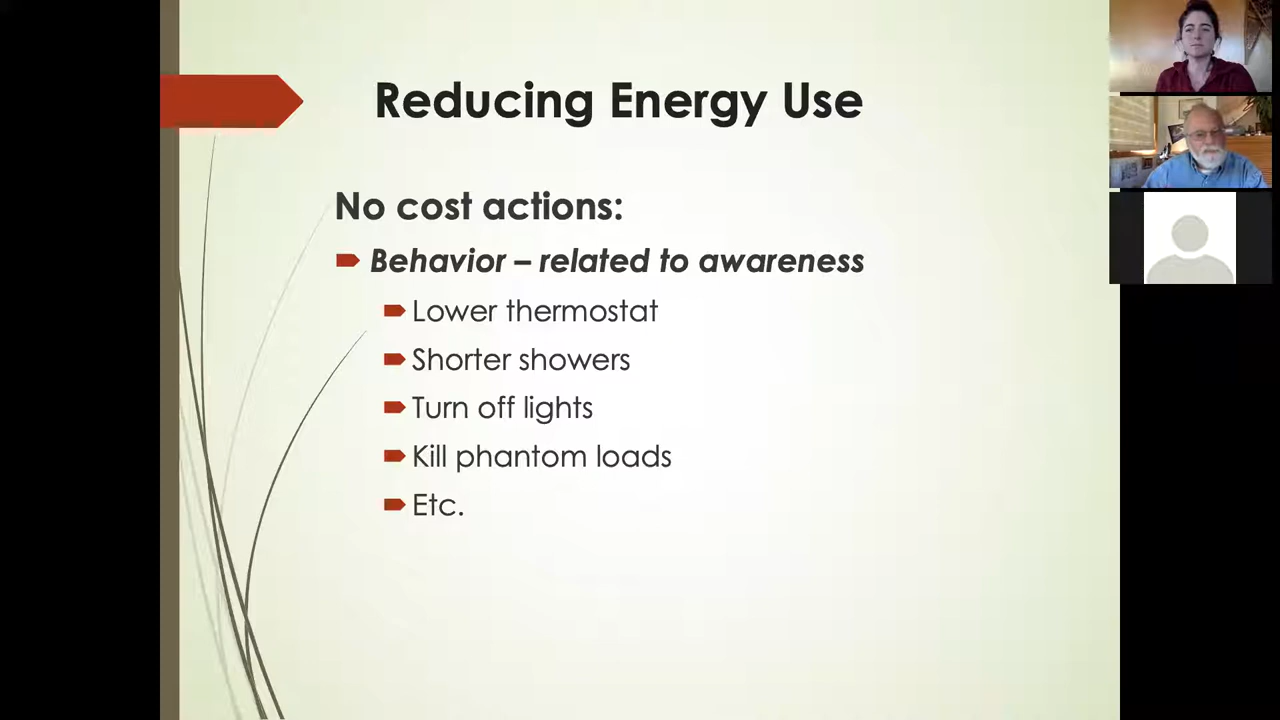 Reducing Energy Use
No cost actions:
Behavior – related to awareness
Lower thermostat
Shorter showers
Turn off lights
Kill phantom loads
Etc.